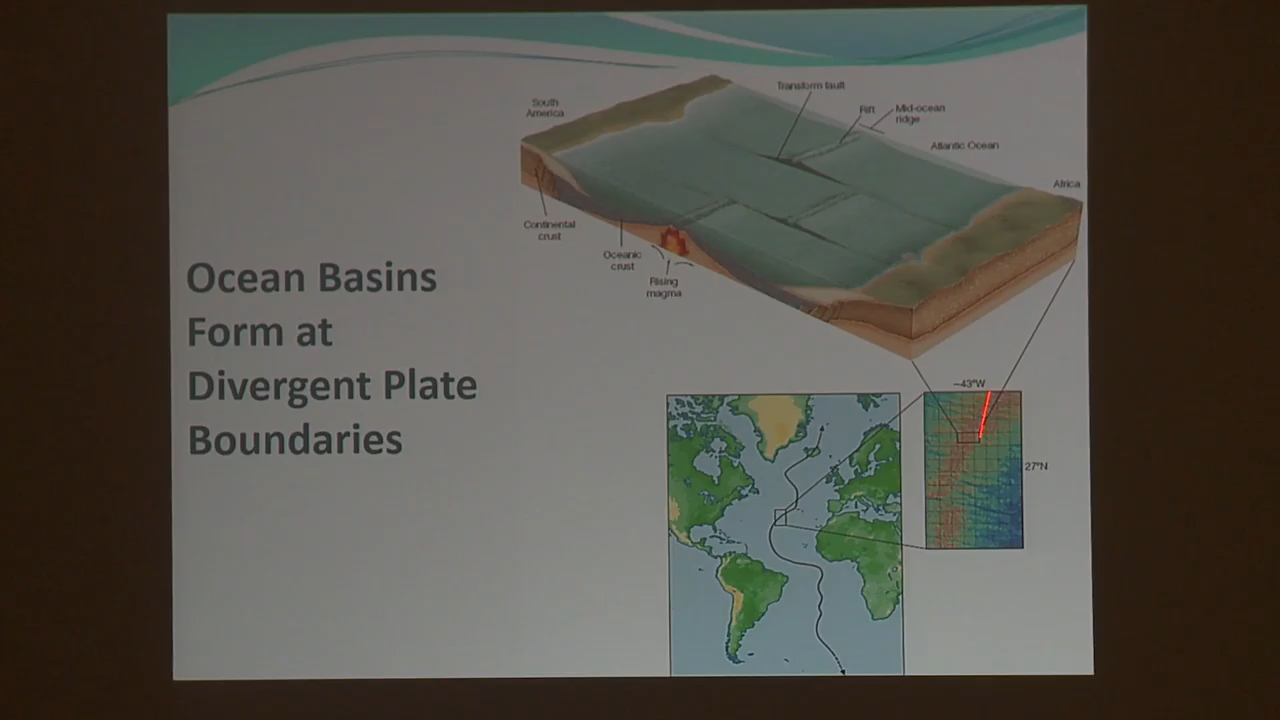 Ocean Basins
Form at
Divergent Plate
Boundaries
South
America
Transform fault
Rift
Mid-ocean
ridge
Atlantic Ocean
Africa
Continental
crust
Oceanic
crust
Rising
magma
~43°W
27°N